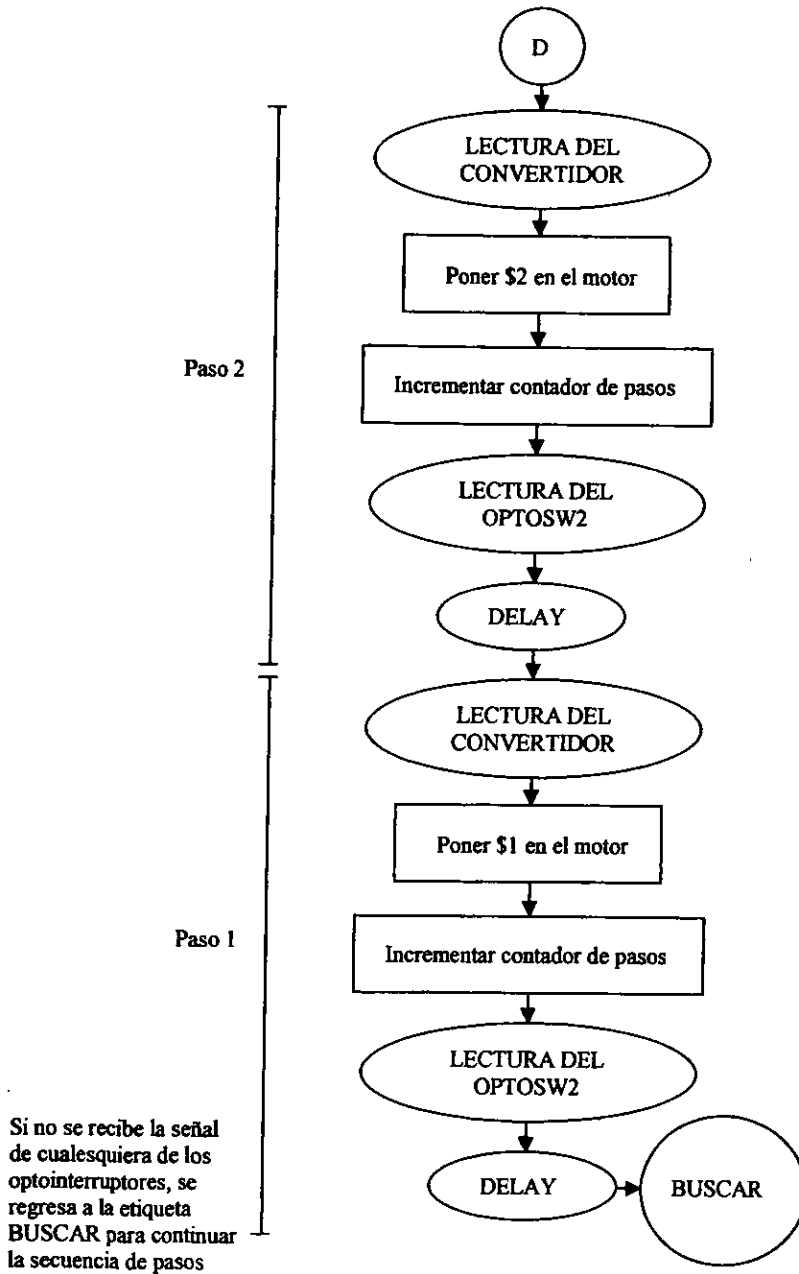 D
LECTURA DEL
CONVERTIDOR
Poner $2 en el motor
Paso 2
Incrementar contador de pasos
LECTURA DEL
OPTOSW2
DELAY
LECTURA DEL
CONVERTIDOR
Poner $1 en el motor
Paso 1
Incrementar contador de pasos
LECTURA DEL
OPTOSW2
Si no se recibe la señal
de cualesquiera de los
optointerruptores, se
regresa a la etiqueta
BUSCAR para continuar
la secuencia de pasos
DELAY
BUSCAR